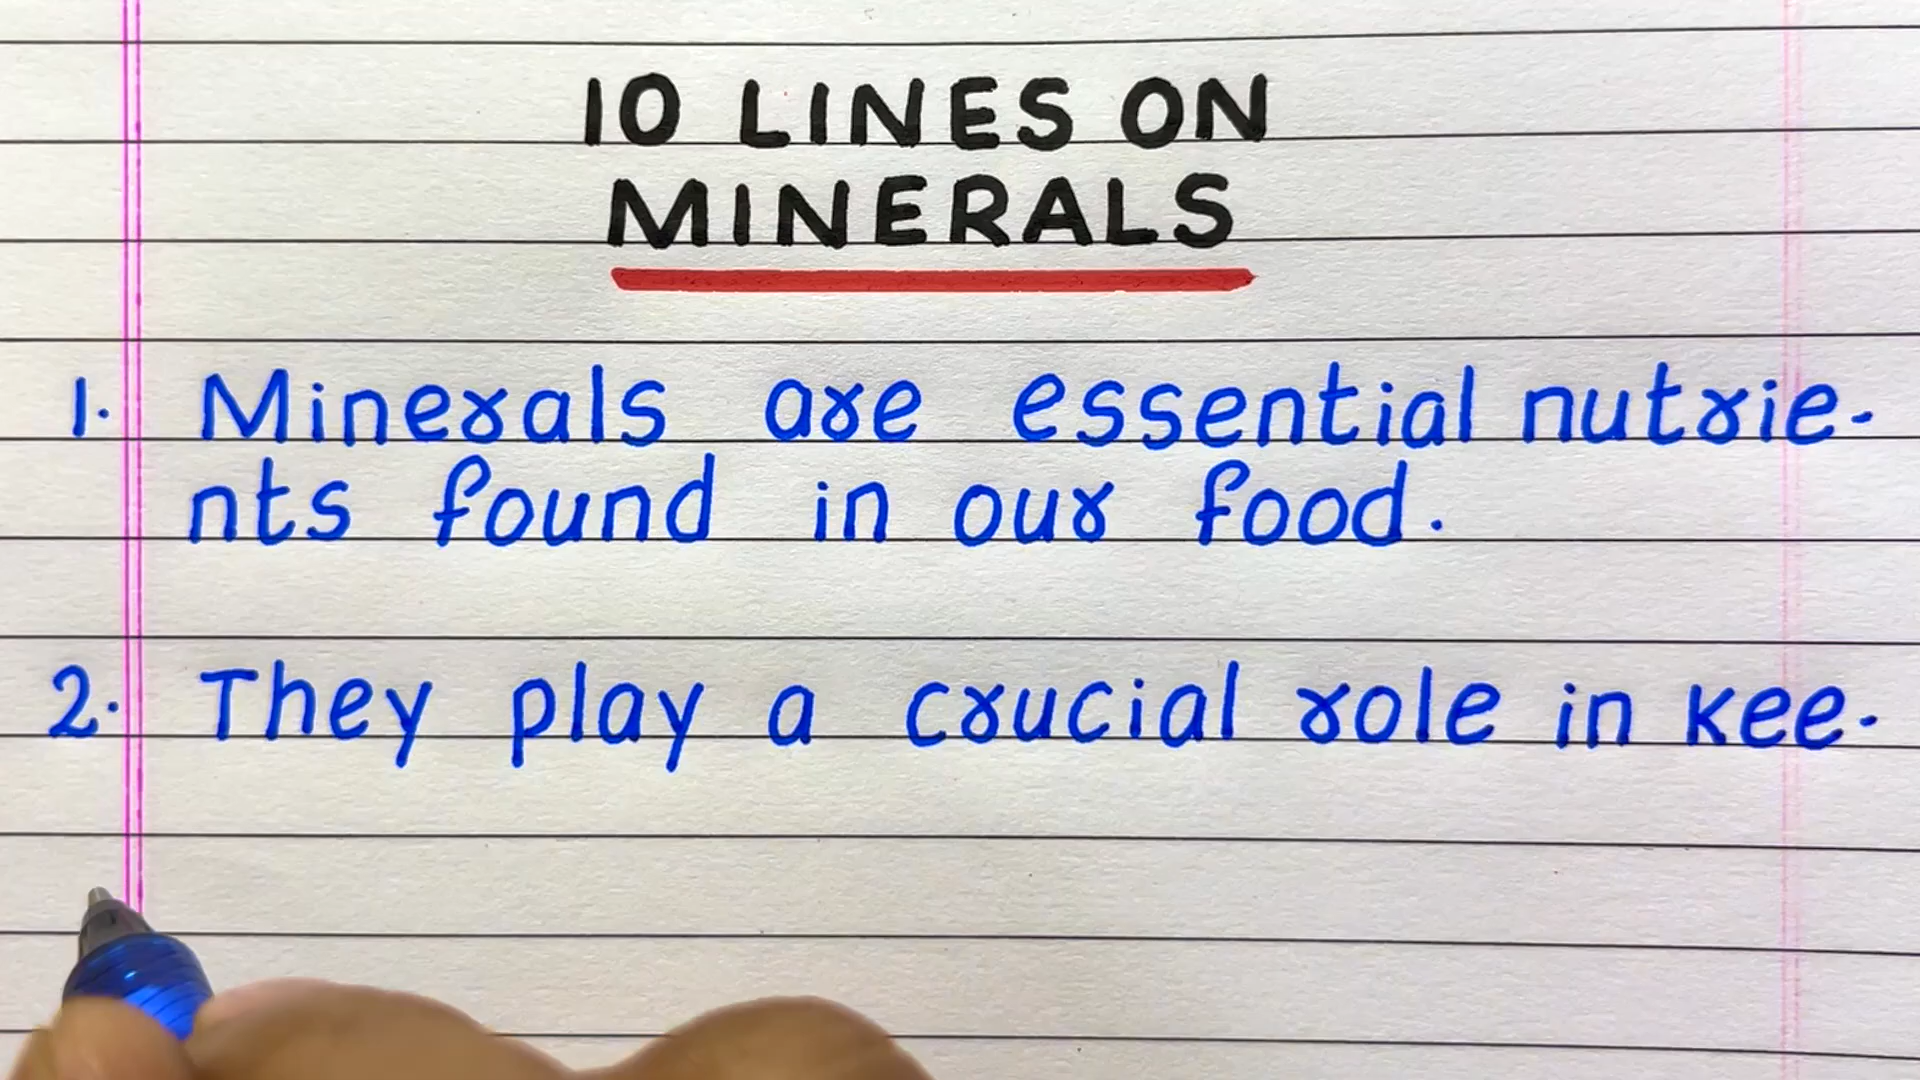 10 LINES ON
MINERALS
1. Minerals are essential nutrie-
nts found in our food.
2. They play a crucial role in kee-